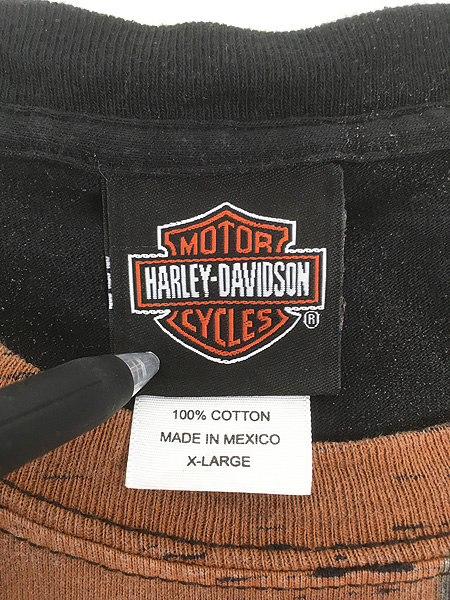 MOTOR
HARLEY-DAVIDSON
CYCLES
®
100% COTTON
MADE IN MEXICO
X-LARGE